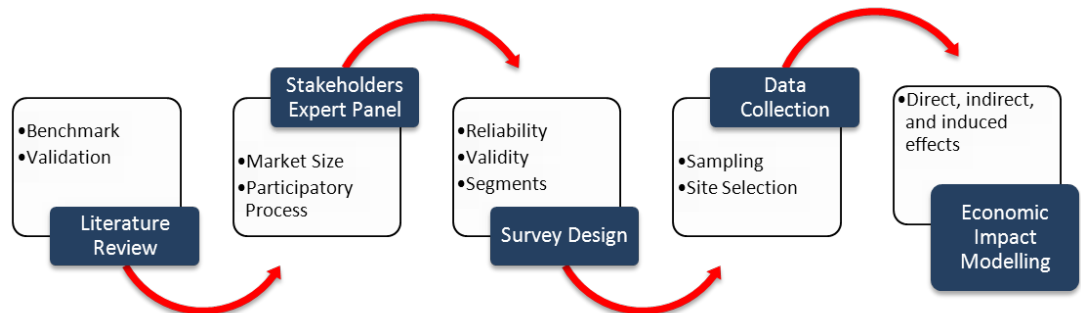 •Benchmark
•Validation
Literature
Review
Stakeholders
Expert Panel
•Market Size
•Participatory
Process
•Reliability
•Validity
•Segments
Survey Design
Data
Collection
•Sampling
•Site Selection
•Direct, indirect,
and induced
effects
Economic
Impact
Modelling